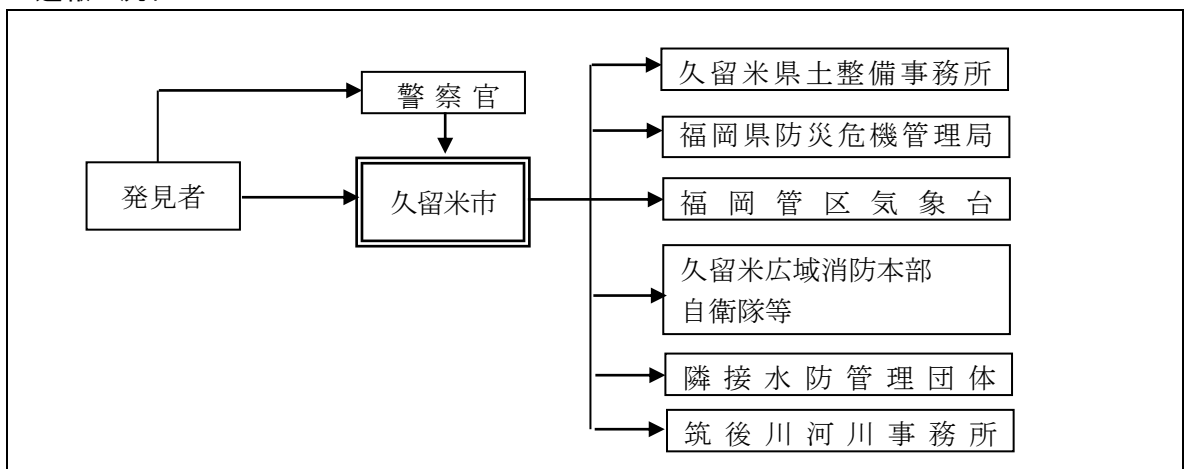 久留米県土整備事務所
警察官
福岡県防災危機管理局
発見者
久留米市
福岡管区気象台
久留米広域消防本部
自衛隊等
隣接水防管理団体
筑後川河川事務所